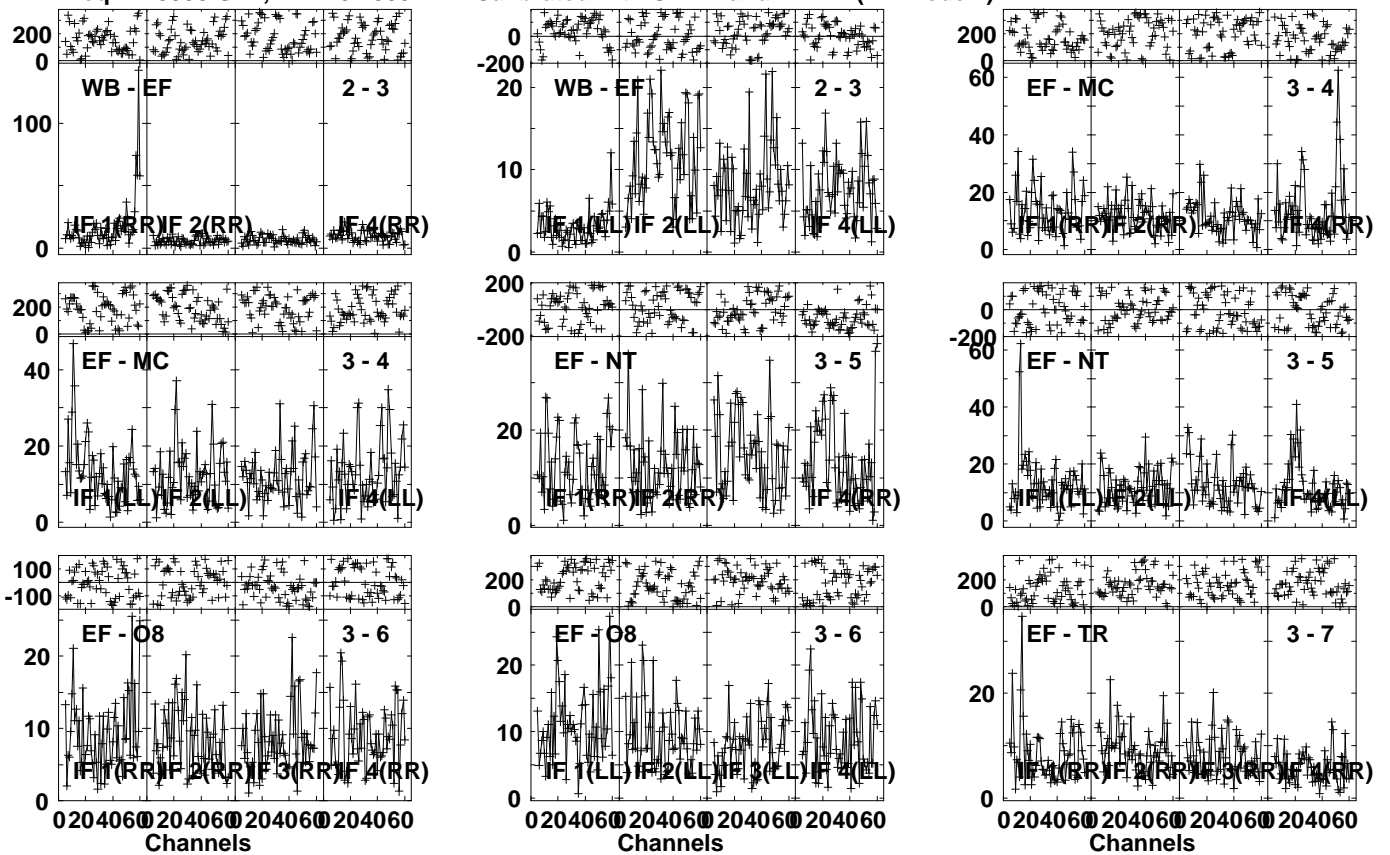 200
0
0
-200
200
0
WB - EF 2 - 3
WB - EF 2 - 3
EF - MC 3 - 4
100
0
20
10
0
60
40
20
0
IF 1(RR) IF 2(RR) IF 4(RR)
IF 1(LL) IF 2(LL) IF 4(LL)
IF 1(RR) IF 2(RR) IF 4(RR)
200
0
200
0
-200
0
-200
EF - MC 3 - 4
EF - NT 3 - 5
EF - NT 3 - 5
40
20
0
20
0
60
40
20
0
IF 1(LL) IF 2(LL) IF 4(LL)
IF 1(RR) IF 2(RR) IF 4(RR)
IF 1(LL) IF 2(LL) IF 4(LL)
100
-100
200
0
200
0
EF - O8 3 - 6
EF - O8 3 - 6
EF - TR 3 - 7
20
10
0
20
10
0
20
0
IF 1(RR) IF 2(RR) IF 3(RR) IF 4(RR)
IF 1(LL) IF 2(LL) IF 3(LL) IF 4(LL)
IF 1(RR) IF 2(RR) IF 3(RR) IF 4(RR)
0 20 40 60 0 20 40 60 0 20 40 60 0 20 40 60
0 20 40 60 0 20 40 60 0 20 40 60 0 20 40 60
0 20 40 60 0 20 40 60 0 20 40 60 0 20 40 60
Channels
Channels
Channels